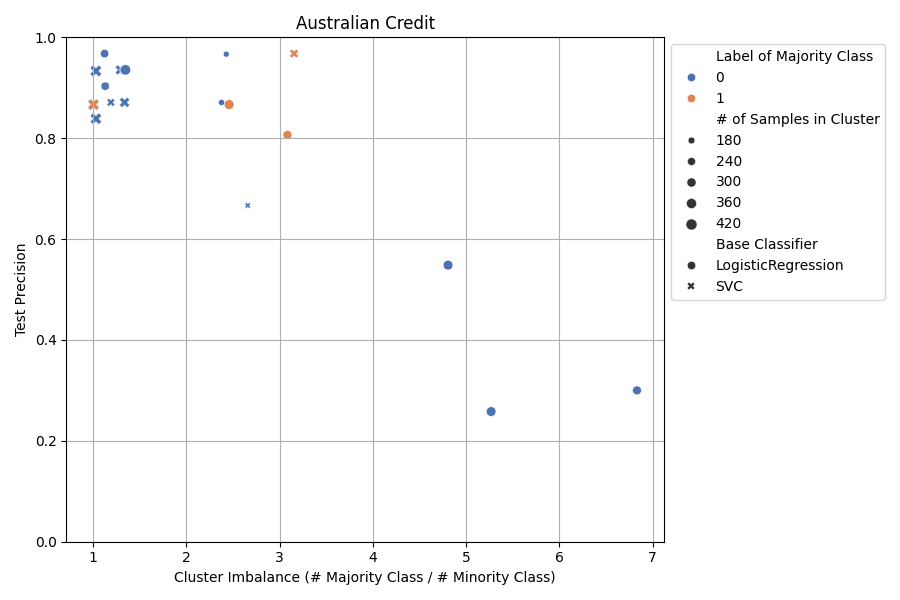 Australian Credit
1.0
0.8
0.6
0.4
0.2
0.0
Test Precision
1
2
3
4
5
6
7
Cluster Imbalance (# Majority Class / # Minority Class)
Label of Majority Class
0
1
# of Samples in Cluster
180
240
300
360
420
Base Classifier
LogisticRegression
SVC